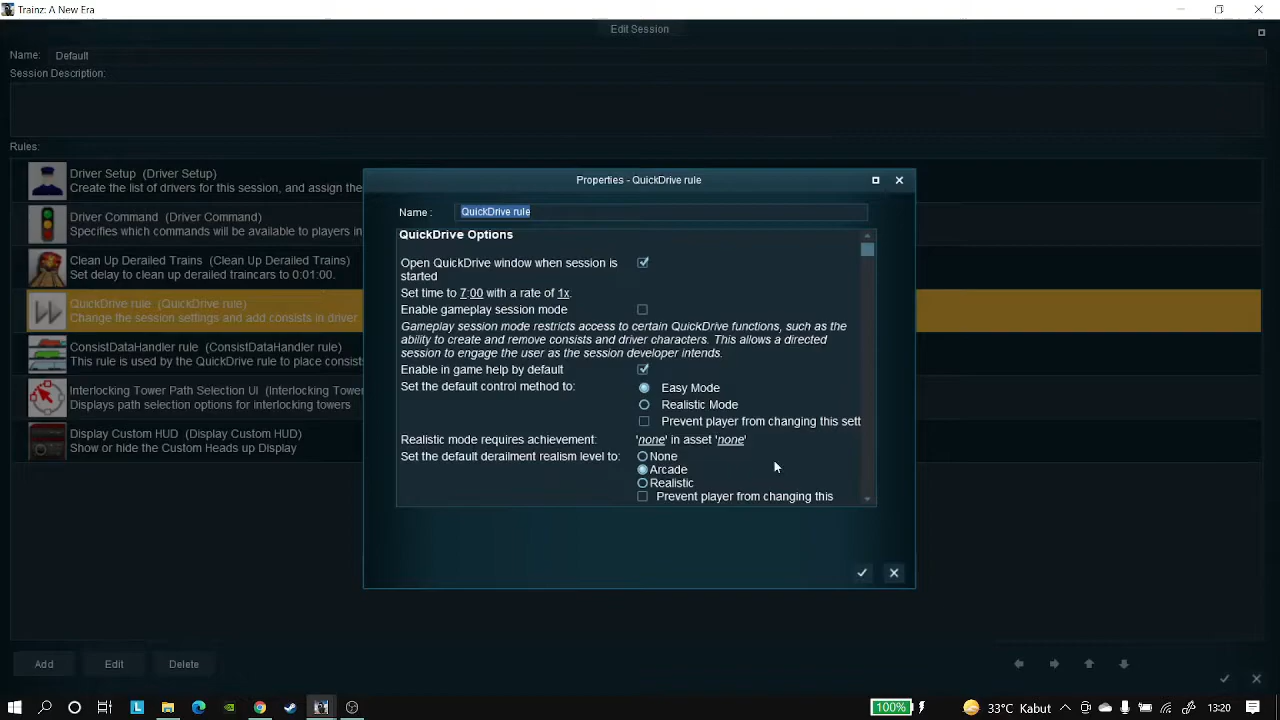 Trainz: A New Era
Edit Session
Name: Default
Session Description:
Rules:
Driver Setup (Driver Setup)
Create the list of drivers for this session, and assign the
Driver Command (Driver Command)
Specifies which commands will be available to players in
Clean Up Derailed Trains (Clean Up Derailed Trains)
Set delay to clean up derailed traincars to 0:01:00.
QuickDrive rule (QuickDrive rule)
Change the session settings and add consists in driver
ConsistDataHandler rule (ConsistDataHandler rule)
This rule is used by the QuickDrive rule to place consists
Interlocking Tower Path Selection UI (Interlocking Tower
Displays path selection options for interlocking towers
Display Custom HUD (Display Custom HUD)
Show or hide the Custom Heads up Display
Properties - QuickDrive rule
Name : QuickDrive rule
QuickDrive Options
Open QuickDrive window when session is
started
Set time to 7:00 with a rate of 1x.
Enable gameplay session mode
Gameplay session mode restricts access to certain QuickDrive functions, such as the
ability to create and remove consists and driver characters. This allows a directed
session to engage the user as the session developer intends.
Enable in game help by default
Set the default control method to: Easy Mode
Realistic Mode
Prevent player from changing this sett
Realistic mode requires achievement: 'none' in asset 'none'
Set the default derailment realism level to: None
Arcade
Realistic
Prevent player from changing this
Add Edit Delete
100% 33°C Kabut 13:20